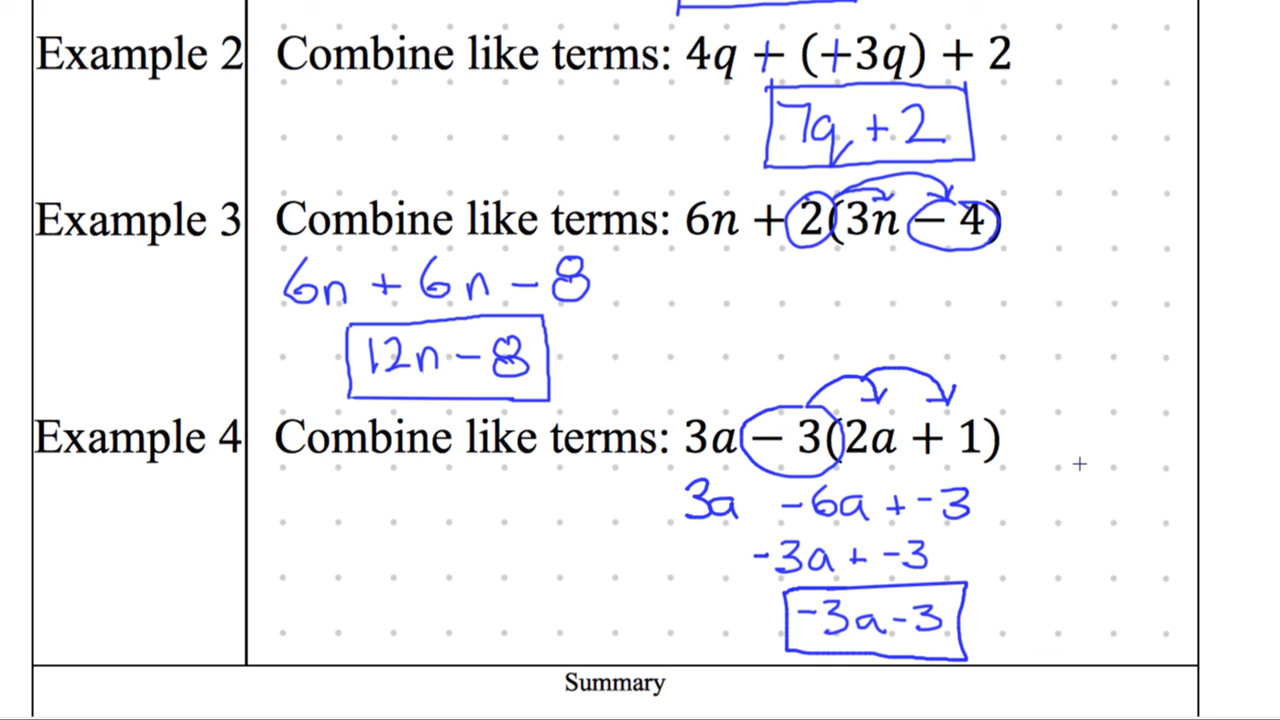 Example 2 Combine like terms: 4q + (+3q) + 2
7q + 2
Example 3 Combine like terms: 6n + 2(3n − 4)
6n + 6n − 8
12n − 8
Example 4 Combine like terms: 3a − 3(2a + 1)
3a −6a + −3
−3a + −3
−3a − 3
Summary